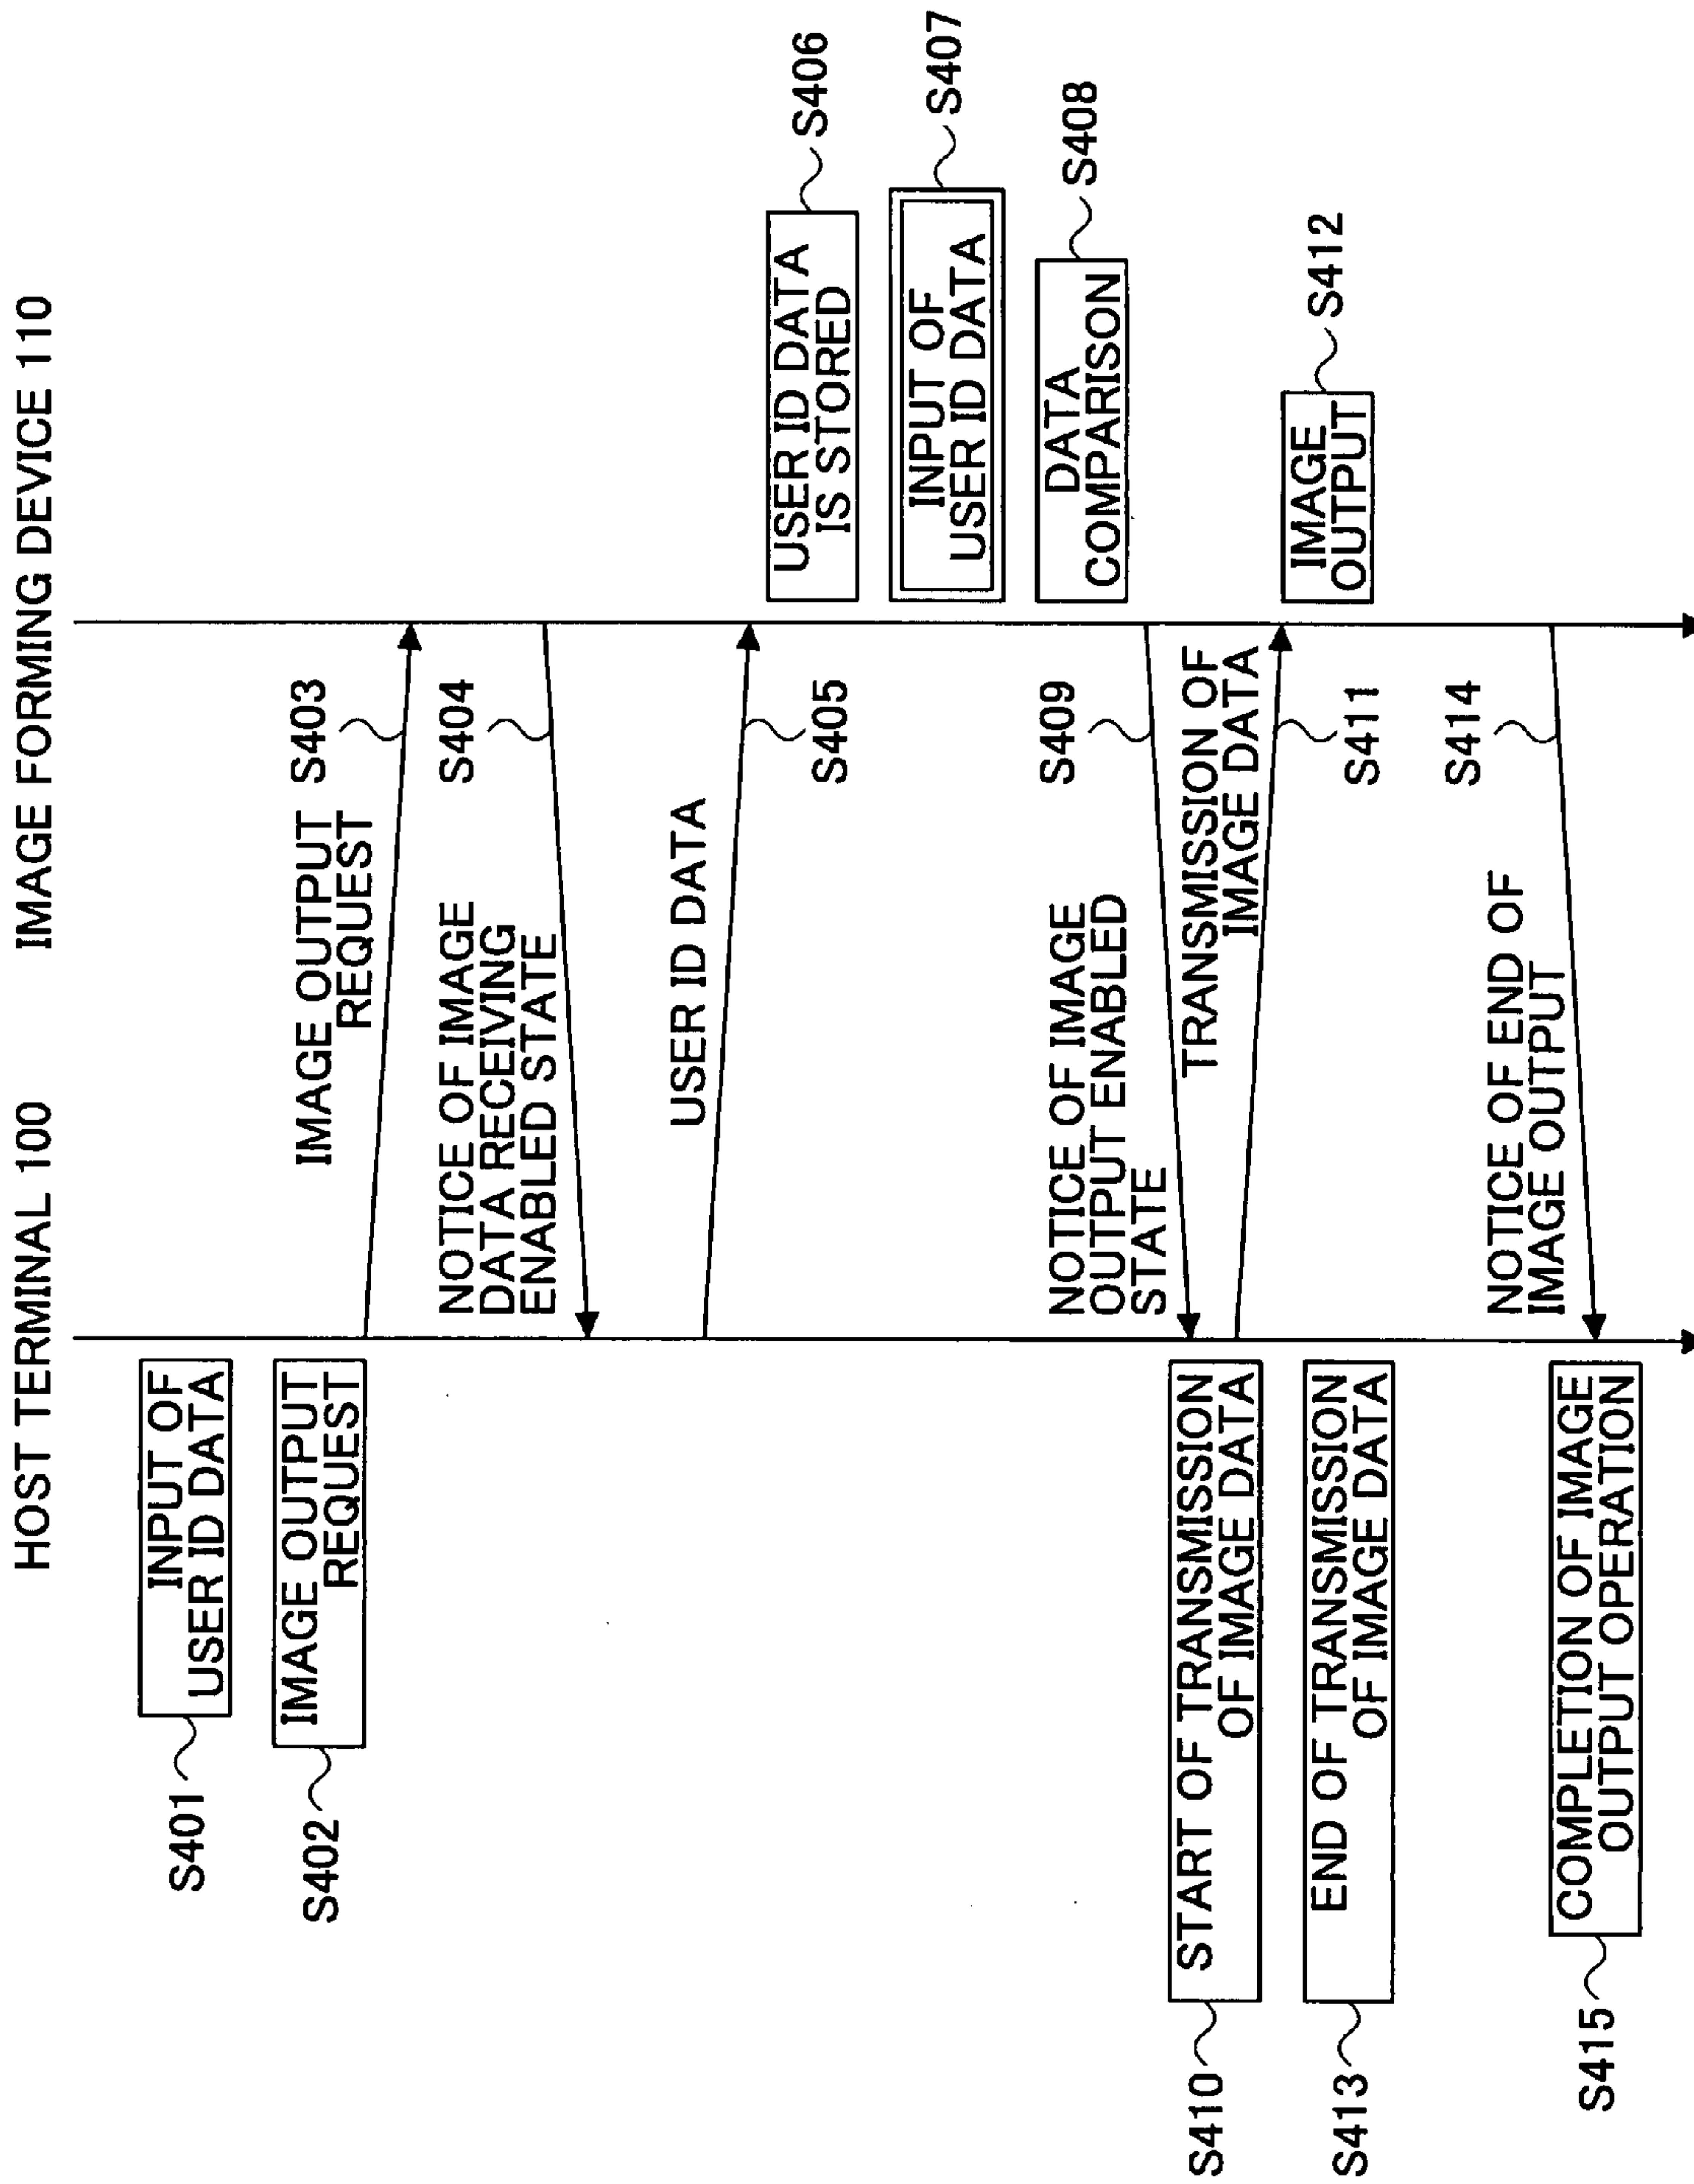 HOST TERMINAL 100
IMAGE FORMING DEVICE 110
S401
INPUT OF
USER ID DATA
S402
IMAGE OUTPUT
REQUEST
IMAGE OUTPUT
REQUEST
S403
NOTICE OF IMAGE
DATA RECEIVING
ENABLED STATE
S404
USER ID DATA
S405
USER ID DATA
IS STORED
S406
INPUT OF
USER ID DATA
S407
DATA
COMPARISON
S408
NOTICE OF IMAGE
OUTPUT ENABLED
STATE
S409
S410
START OF TRANSMISSION
OF IMAGE DATA
TRANSMISSION OF
IMAGE DATA
S411
IMAGE
OUTPUT
S412
S413
END OF TRANSMISSION
OF IMAGE DATA
NOTICE OF END OF
IMAGE OUTPUT
S414
S415
COMPLETION OF IMAGE
OUTPUT OPERATION